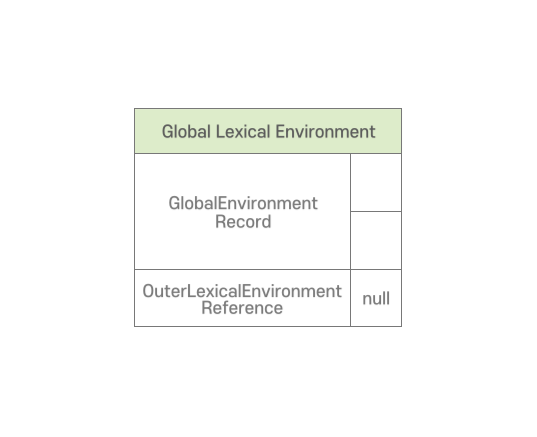 Global Lexical Environment
GlobalEnvironment
Record
OuterLexicalEnvironment
Reference
null